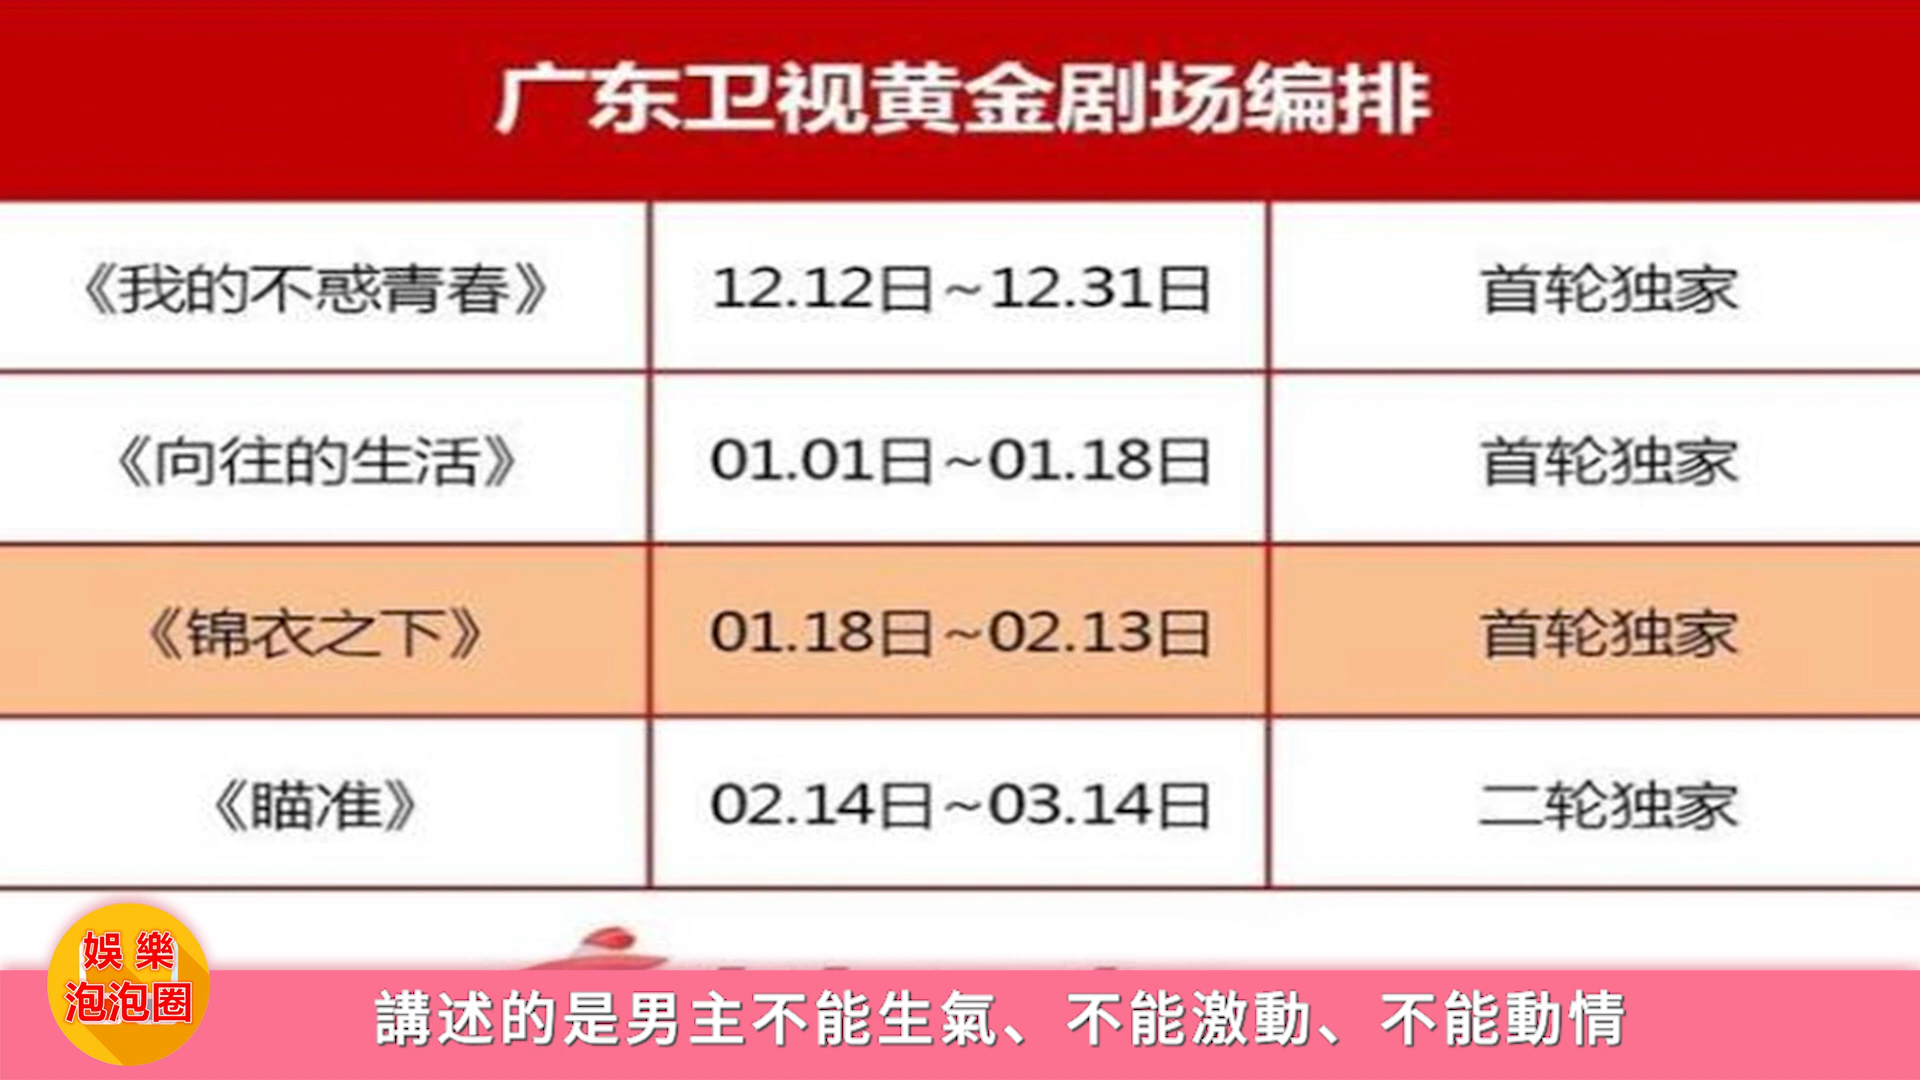 广东卫视黄金剧场编排
《我的不惑青春》 12.12日~12.31日 首轮独家
《向往的生活》 01.01日~01.18日 首轮独家
《锦衣之下》 01.18日~02.13日 首轮独家
《瞄准》 02.14日~03.14日 二轮独家
娛樂
泡泡圈
講述的是男主不能生氣、不能激動、不能動情